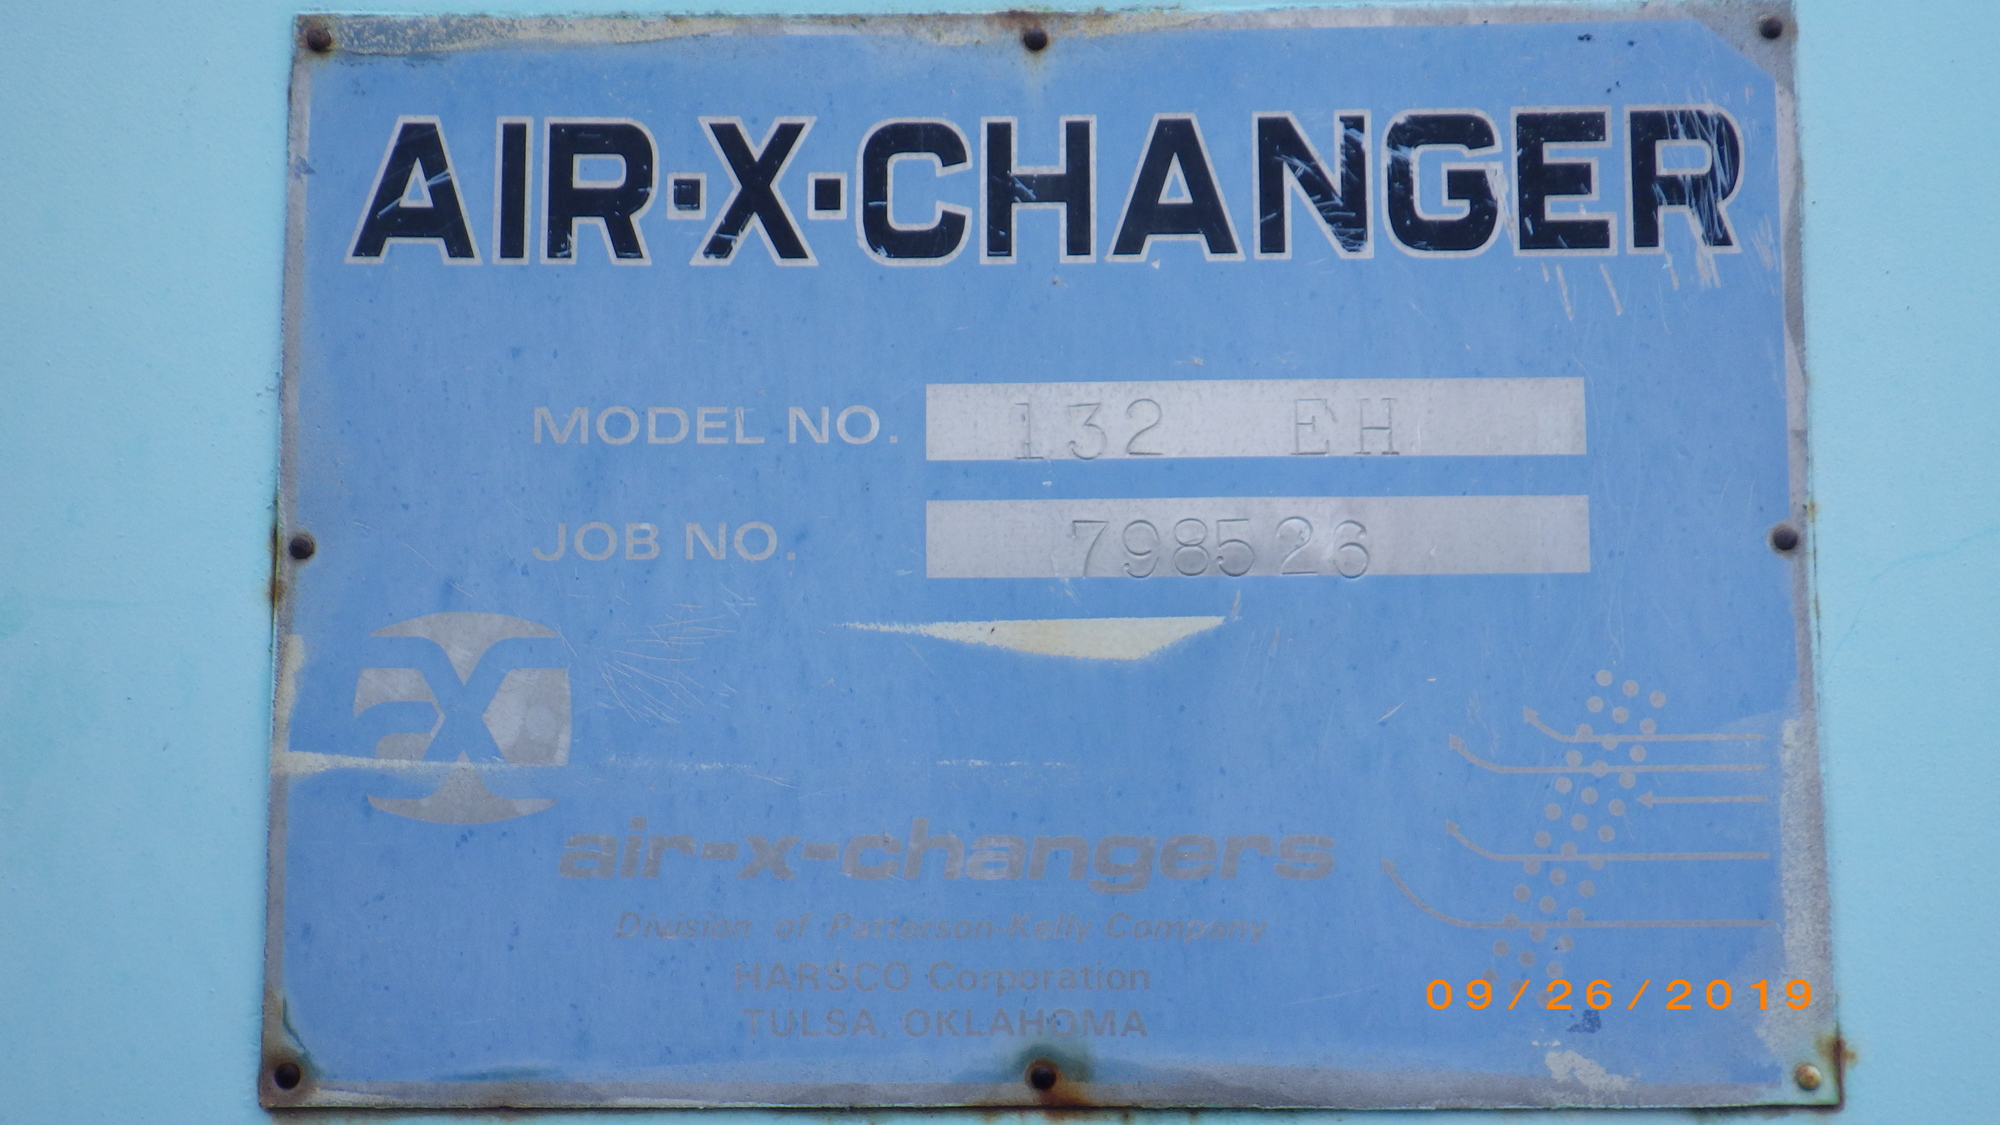 AIR·X·CHANGER
MODEL NO. 132 EH
JOB NO. 798526
aX
air-x-changers
Division of Patterson-Kelly Company
HARSCO Corporation
TULSA, OKLAHOMA
09/26/2019